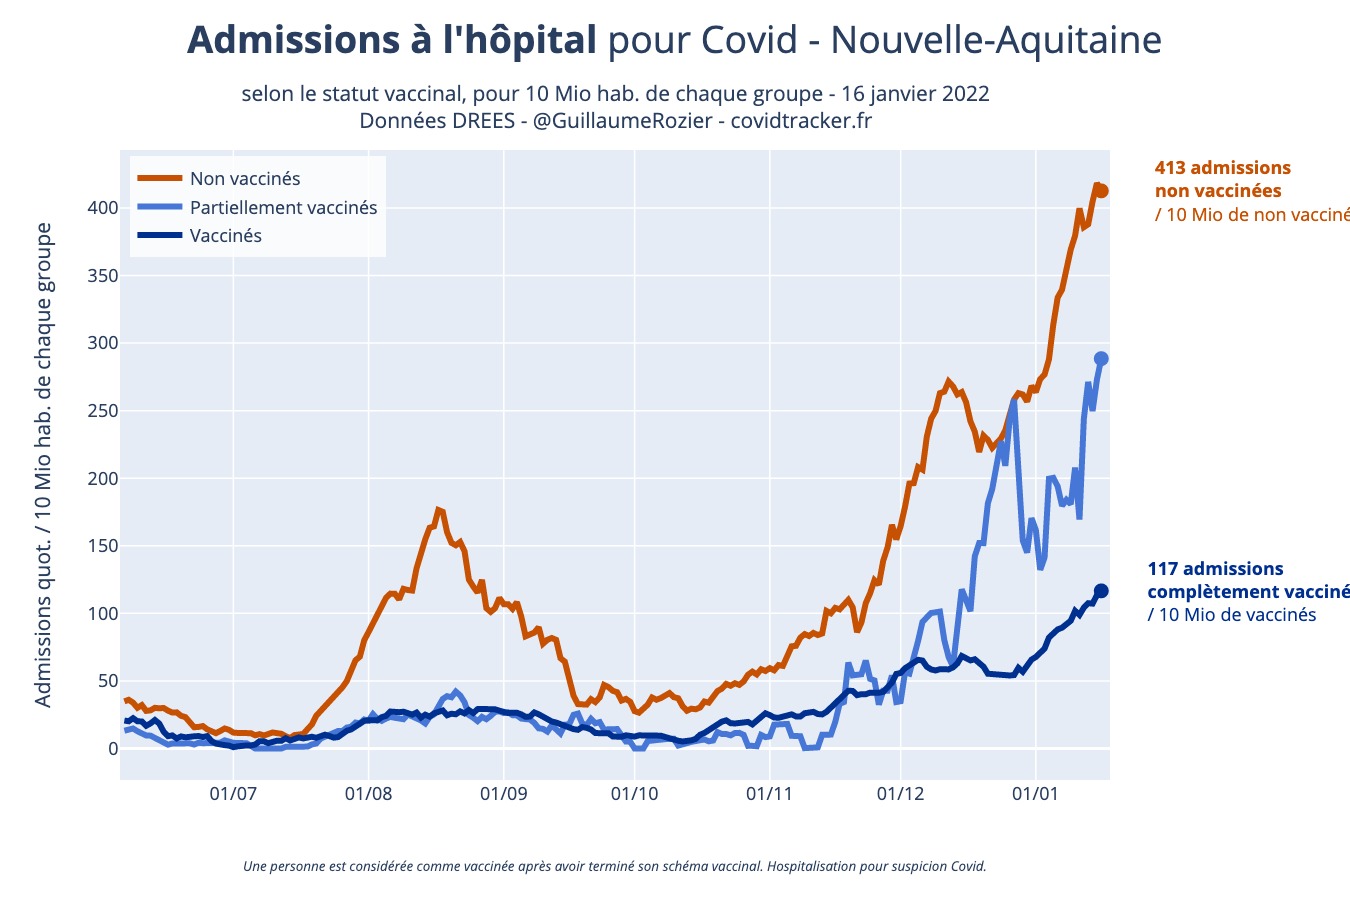 Admissions à l'hôpital pour Covid - Nouvelle-Aquitaine
selon le statut vaccinal, pour 10 Mio hab. de chaque groupe - 16 janvier 2022
Données DREES - @GuillaumeRozier - covidtracker.fr
Non vaccinés
Partiellement vaccinés
Vaccinés
413 admissions
non vaccinées
/ 10 Mio de non vacciné
117 admissions
complètement vacciné
/ 10 Mio de vaccinés
Admissions quot. / 10 Mio hab. de chaque groupe
400
350
300
250
200
150
100
50
0
01/07
01/08
01/09
01/10
01/11
01/12
01/01
Une personne est considérée comme vaccinée après avoir terminé son schéma vaccinal. Hospitalisation pour suspicion Covid.